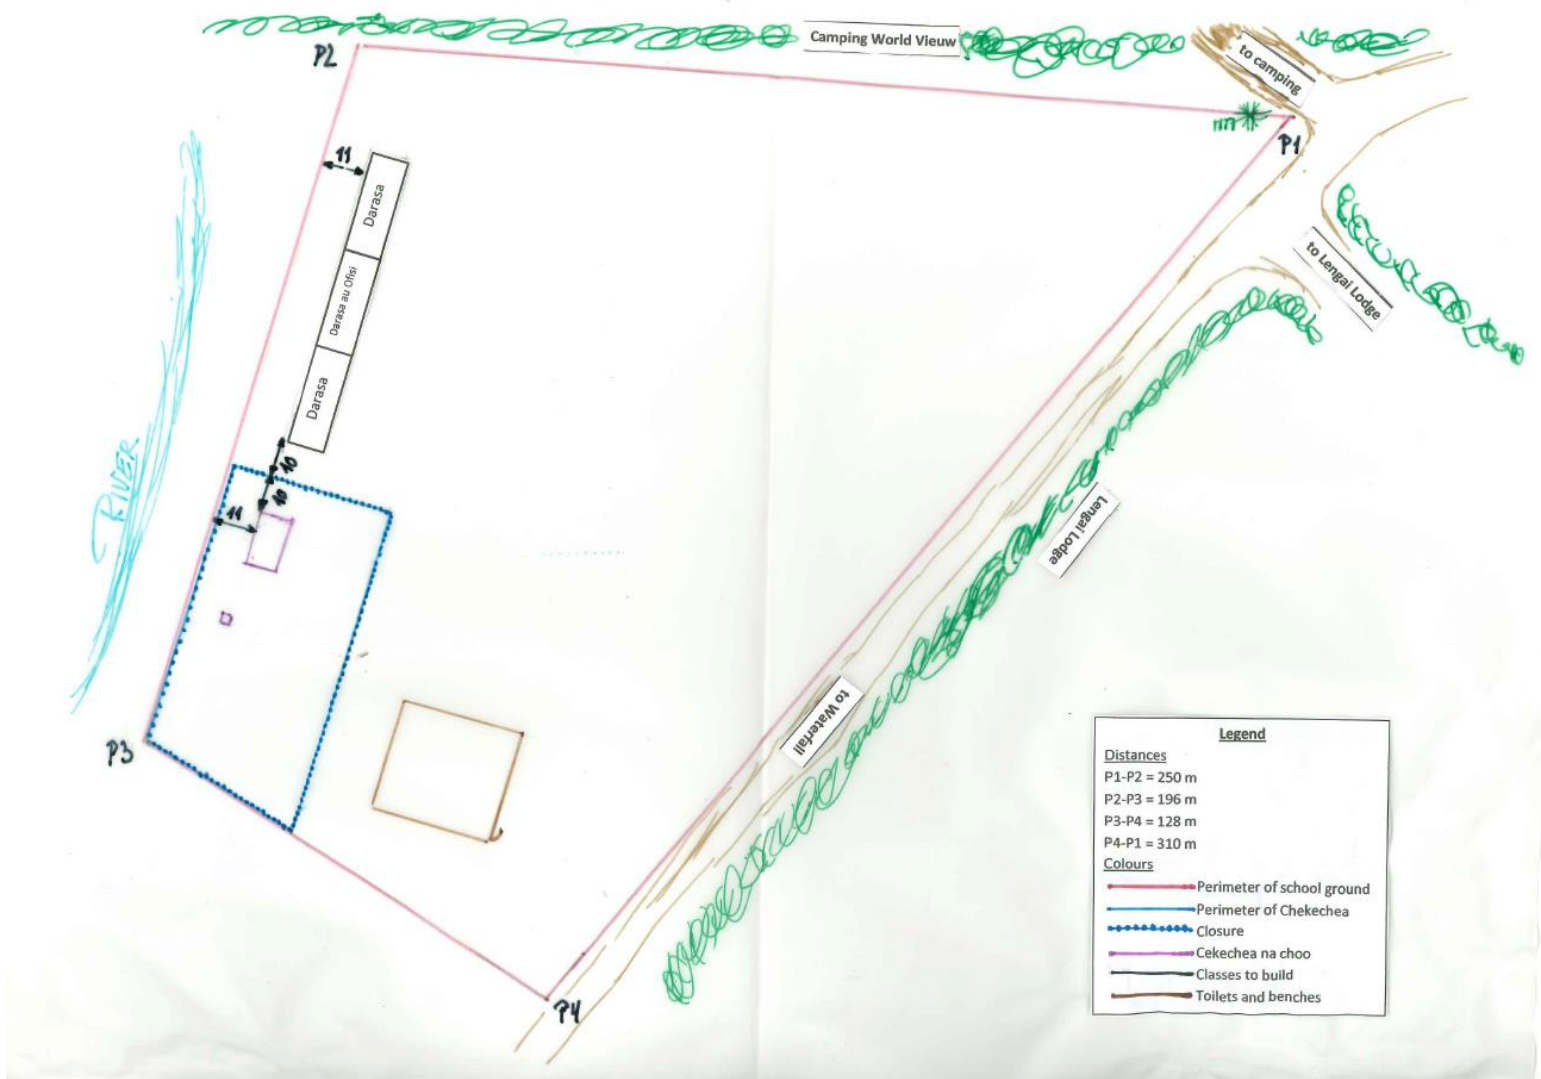 P2
Camping World Vieuw
to camping
P1
11
Darasa
to Lengai Lodge
Darasa au Ofisi
Darasa
RIVER
10
10
11
Lengai Lodge
to Waterfall
P3
P4
Legend
Distances
P1-P2 = 250 m
P2-P3 = 196 m
P3-P4 = 128 m
P4-P1 = 310 m
Colours
Perimeter of school ground
Perimeter of Chekechea
Closure
Cekechea na choo
Classes to build
Toilets and benches